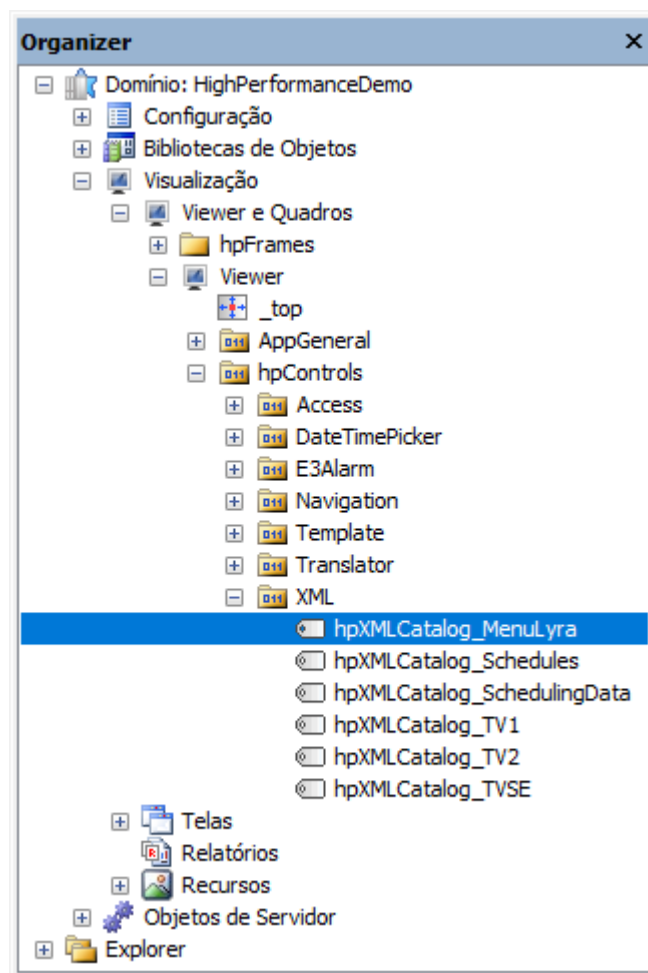 Organizer
Domínio: HighPerformanceDemo
Configuração
Bibliotecas de Objetos
Visualização
Viewer e Quadros
hpFrames
Viewer
_top
AppGeneral
hpControls
Access
DateTimePicker
E3Alarm
Navigation
Template
Translator
XML
hpXMLCatalog_MenuLyra
hpXMLCatalog_Schedules
hpXMLCatalog_SchedulingData
hpXMLCatalog_TV1
hpXMLCatalog_TV2
hpXMLCatalog_TVSE
Telas
Relatórios
Recursos
Objetos de Servidor
Explorer